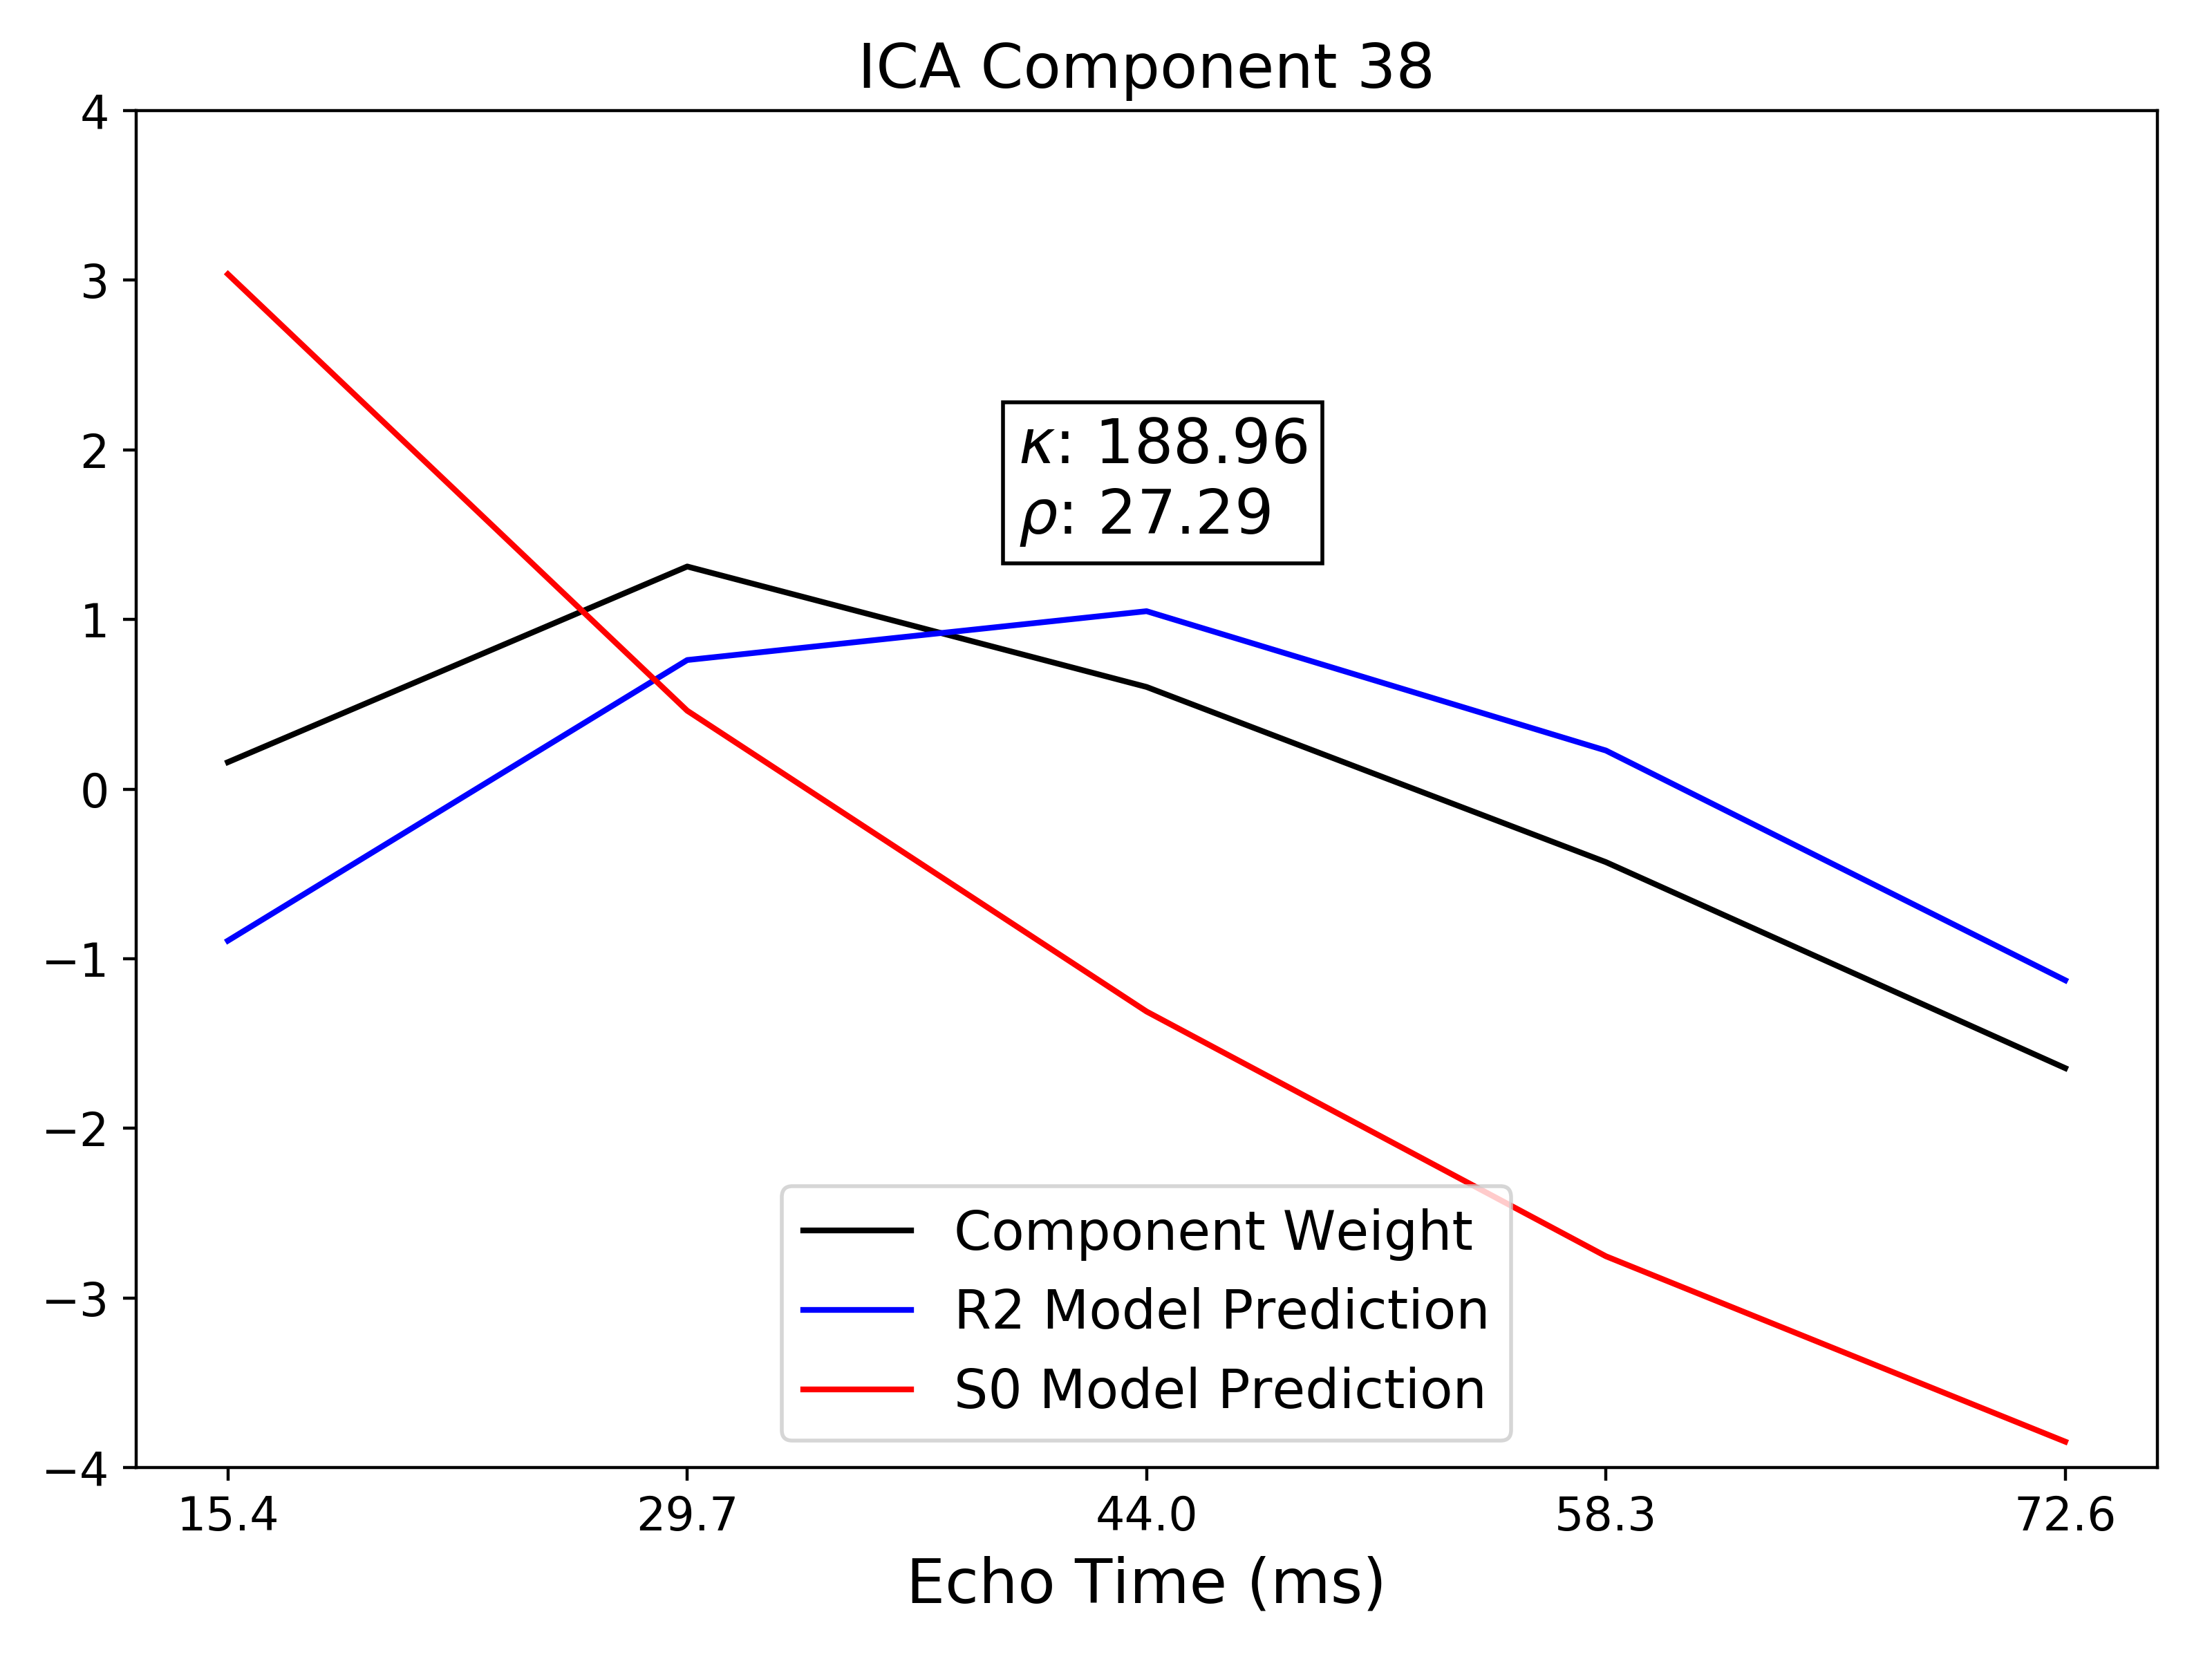 ICA Component 38
4
3
2
1
0
−1
−2
−3
−4
κ: 188.96
ρ: 27.29
Component Weight
R2 Model Prediction
S0 Model Prediction
15.4 29.7 44.0 58.3 72.6
Echo Time (ms)